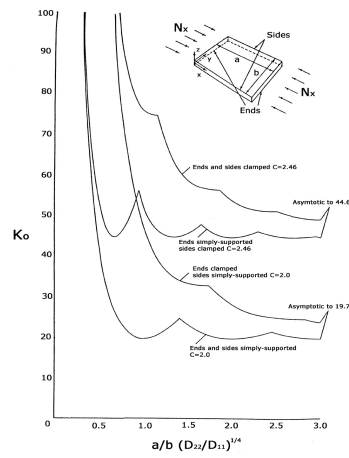 100
90
80
70
60
50
40
30
20
10
0
Ko
Nx
Sides
z
y
x
a
b
Nx
Ends
Ends and sides clamped C=2.46
Asymptotic to 44.6
Ends simply-supported
sides clamped C=2.46
Ends clamped
sides simply-supported C=2.0
Asymptotic to 19.7
Ends and sides simply-supported
C=2.0
0.5
1.0
1.5
2.0
2.5
3.0
a/b (D22/D11)1/4